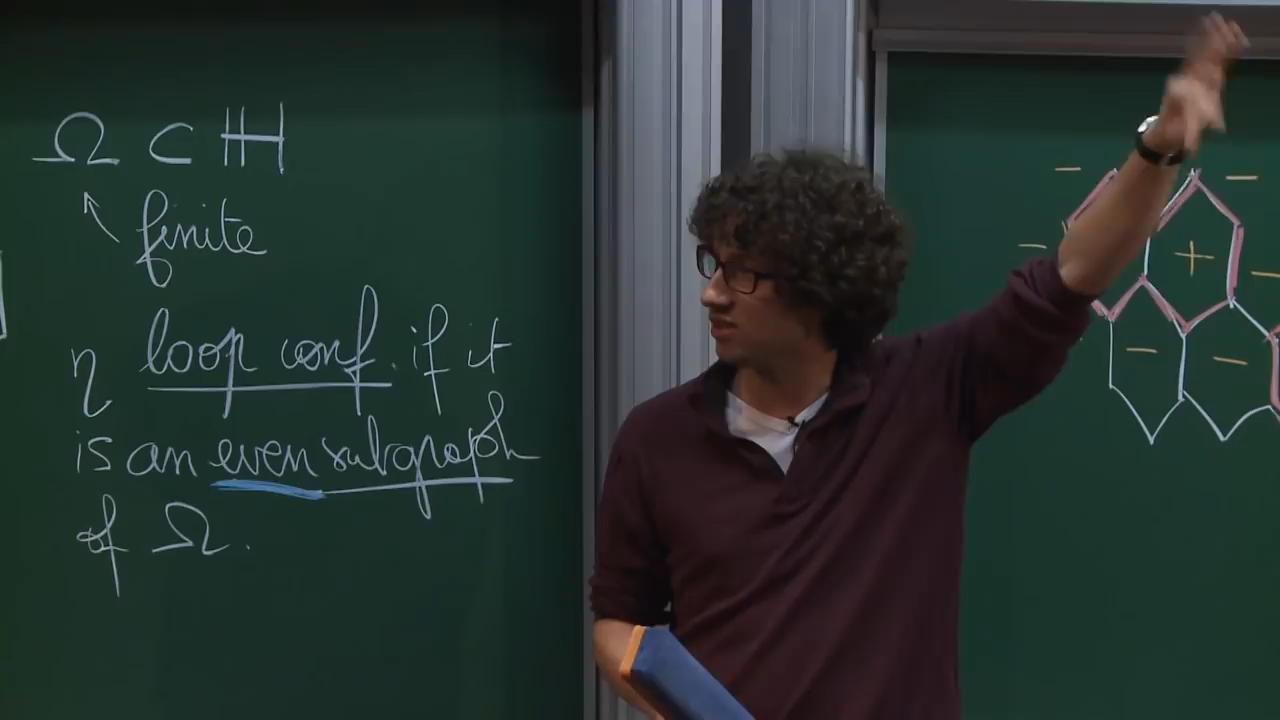 Ω ⊂ ℍ
finite
η loop conf. if it
is an even subgraph
of Ω.
− −
− + −
− −